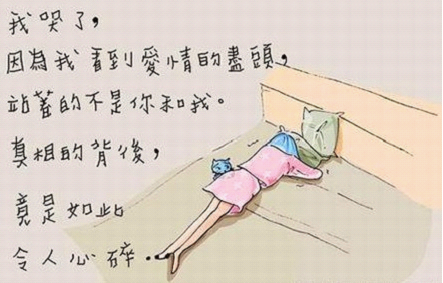 我哭了，
因為我看到愛情的盡頭，
站著的不是你和我。
真相的背後，
竟是如此
令人心碎…